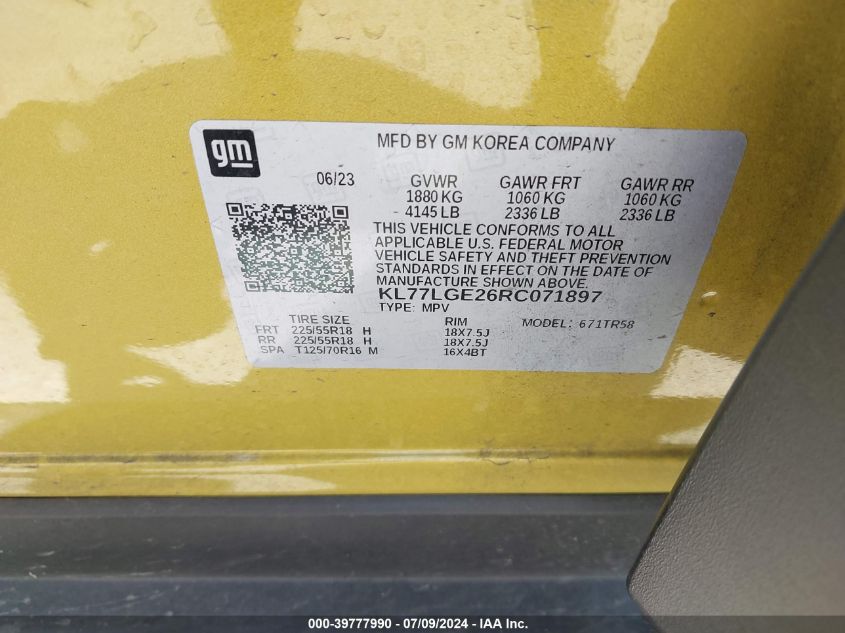 gm
MFD BY GM KOREA COMPANY
06/23
GVWR GAWR FRT GAWR RR
1880 KG 1060 KG 1060 KG
4145 LB 2336 LB 2336 LB
THIS VEHICLE CONFORMS TO ALL
APPLICABLE U.S. FEDERAL MOTOR
VEHICLE SAFETY AND THEFT PREVENTION
STANDARDS IN EFFECT ON THE DATE OF
MANUFACTURE SHOWN ABOVE.
KL77LGE26RC071897
TYPE: MPV
MODEL: 671TR58
TIRE SIZE RIM
FRT 225/55R18 H 18X7.5J
RR 225/55R18 H 18X7.5J
SPA T125/70R16 M 16X4BT
000-39777990 - 07/09/2024 - IAA Inc.